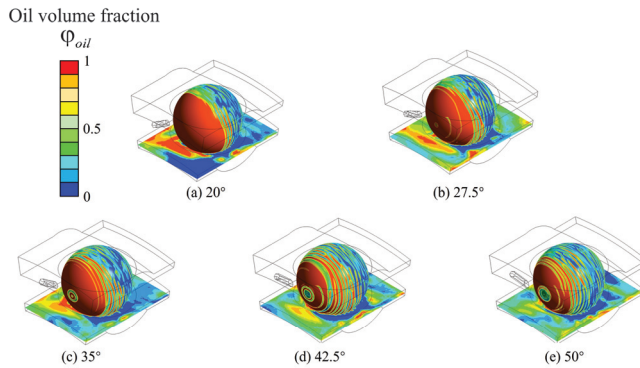 Oil volume fraction
φoil
1
0.5
0
(a) 20°
(b) 27.5°
(c) 35°
(d) 42.5°
(e) 50°